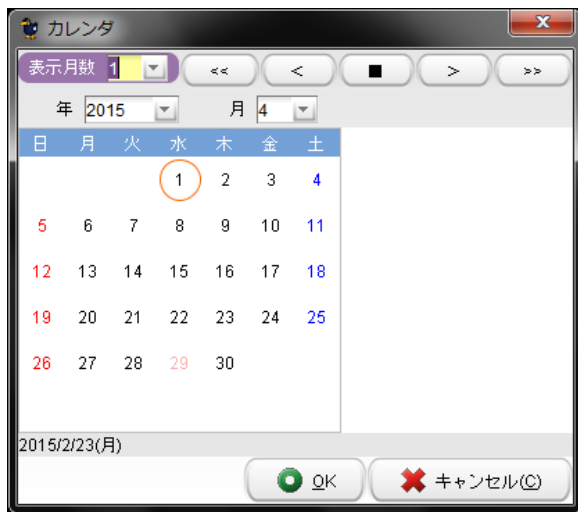 カレンダ
表示月数 1 << < ■ > >>
年 2015 月 4
日 月 火 水 木 金 土
1 2 3 4
5 6 7 8 9 10 11
12 13 14 15 16 17 18
19 20 21 22 23 24 25
26 27 28 29 30
2015/2/23(月)
OK キャンセル(C)